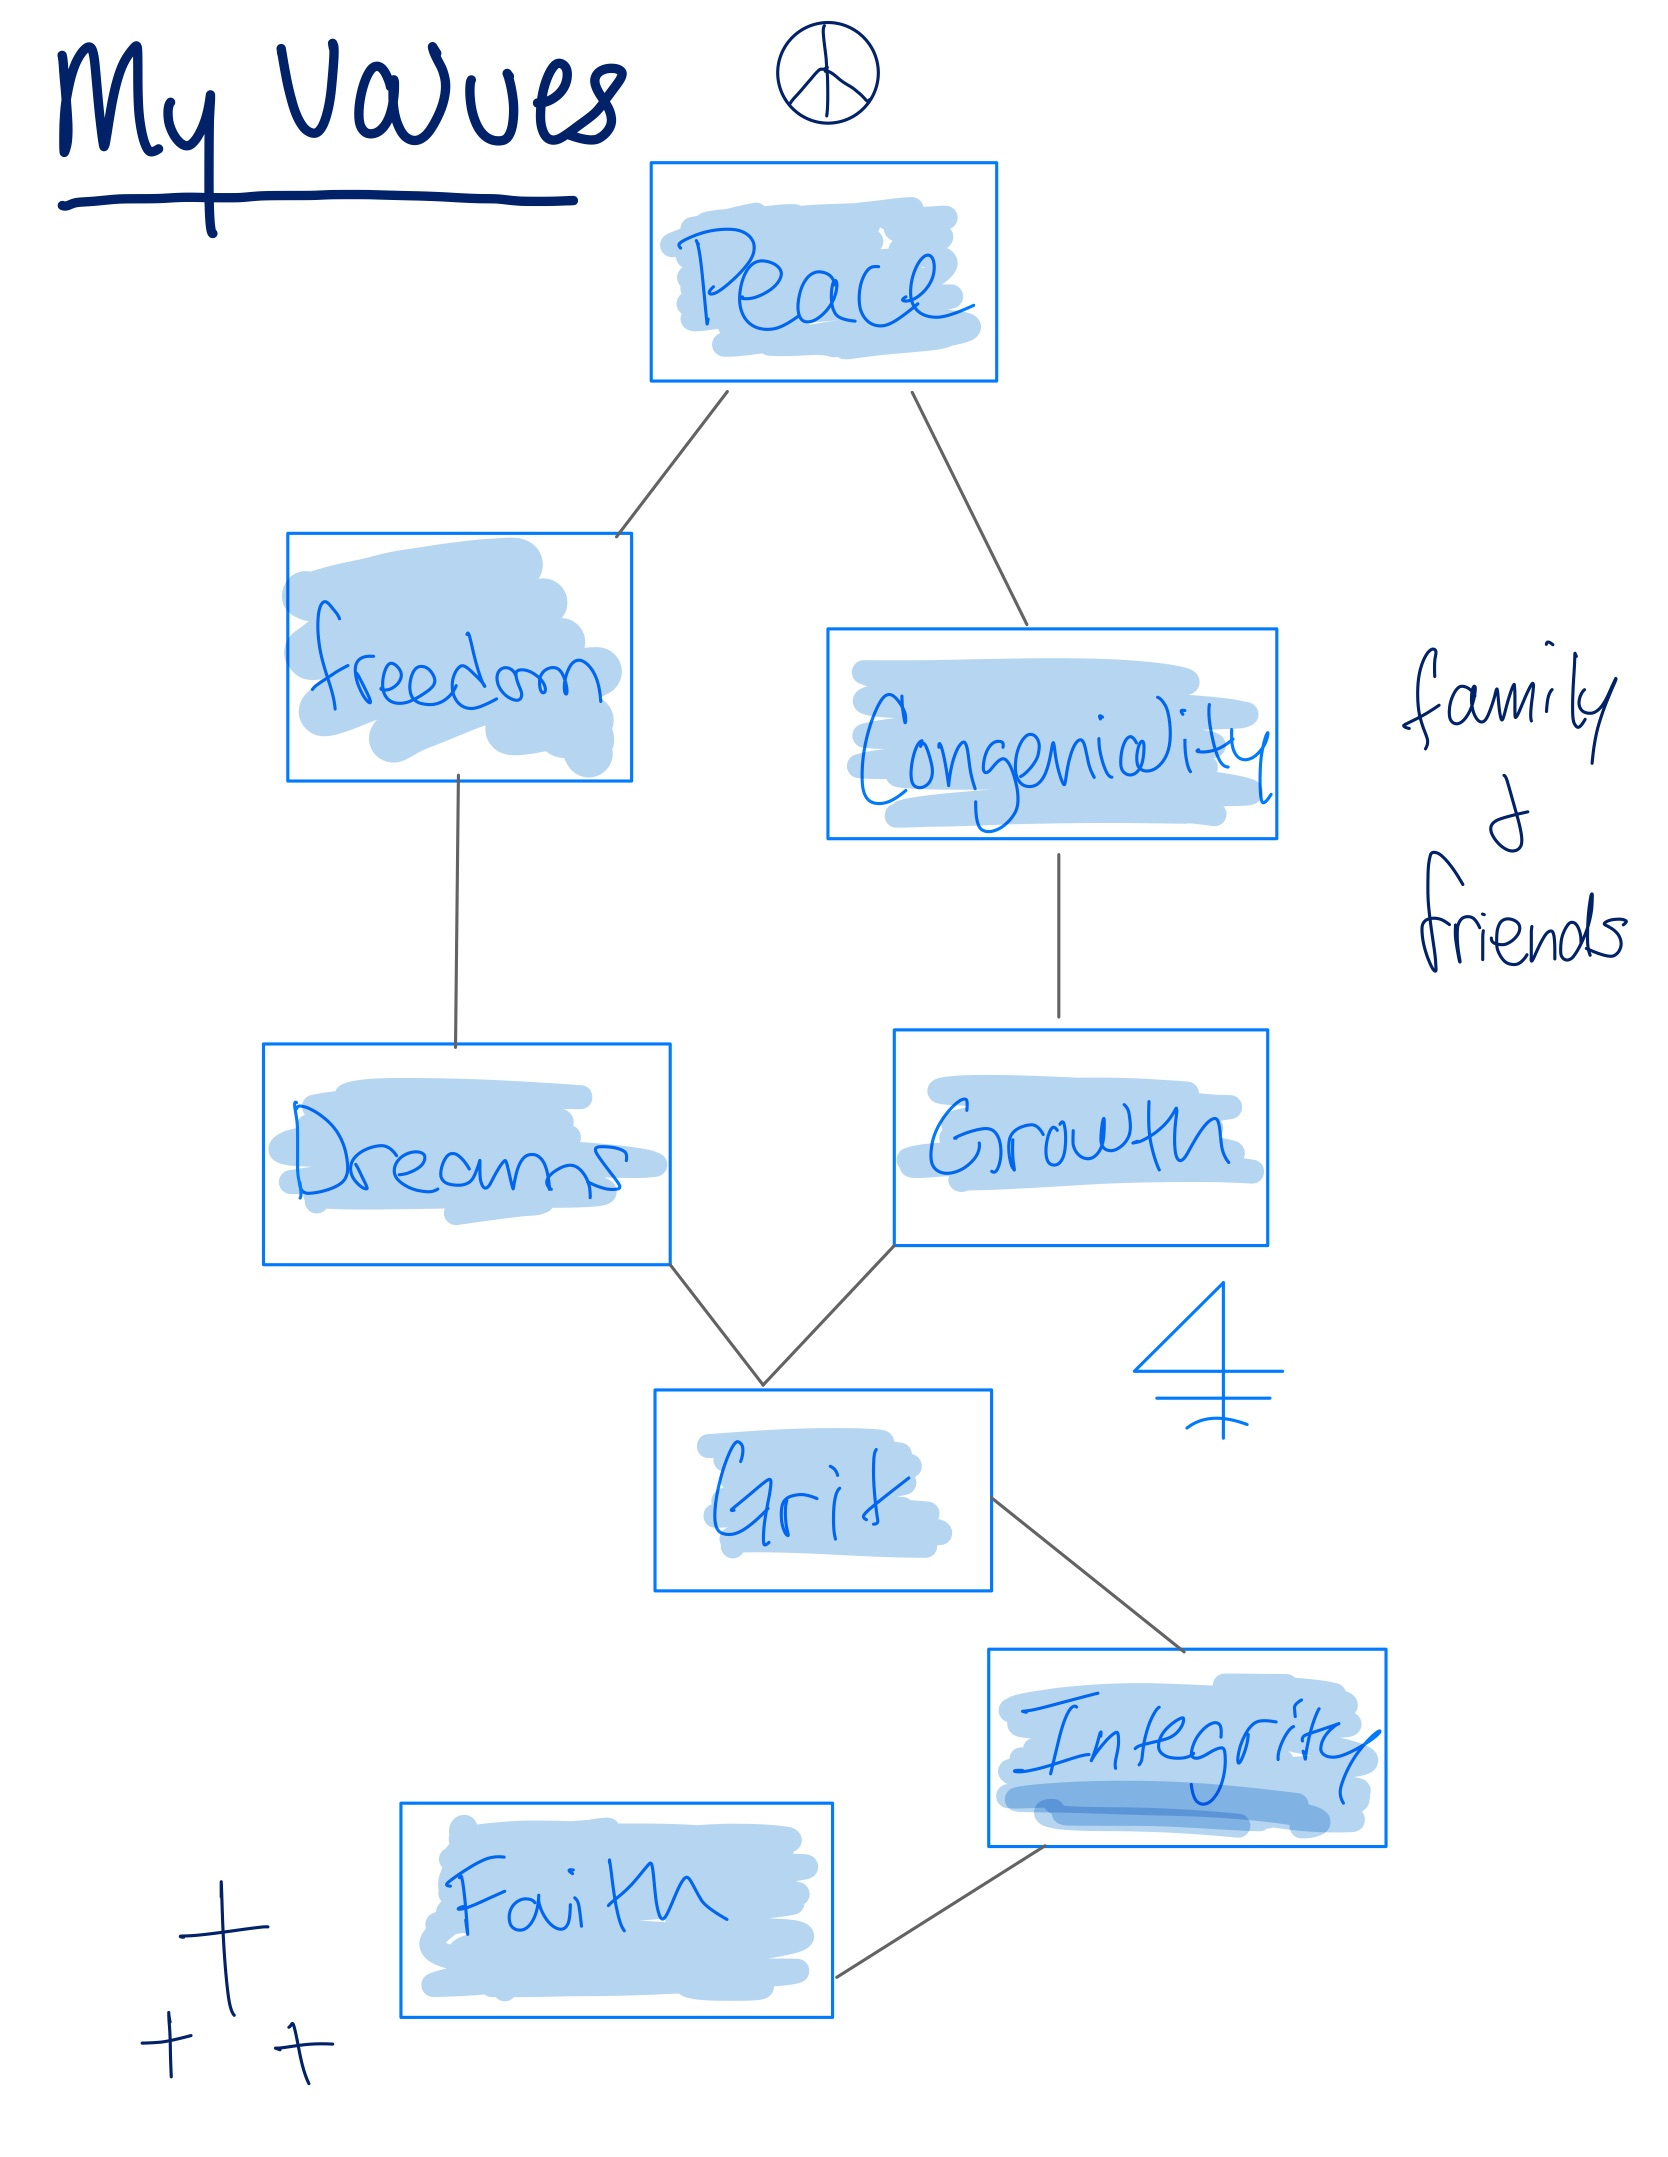 My Values
Peace
Freedom
Congeniality
family
&
friends
Dreams
Growth
Grit
Integrity
Faith